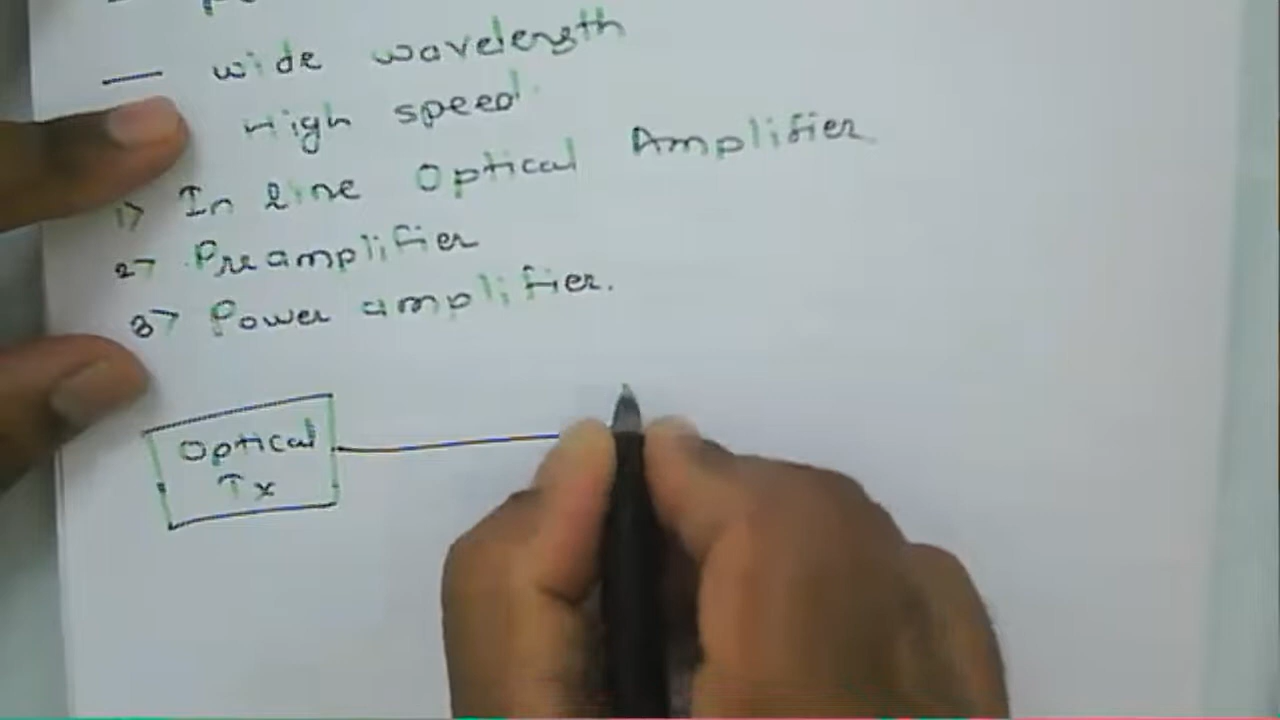 — wide wavelength
High speed
1> In line Optical Amplifier
2> Preamplifier
3> Power amplifier.
Optical
Tx